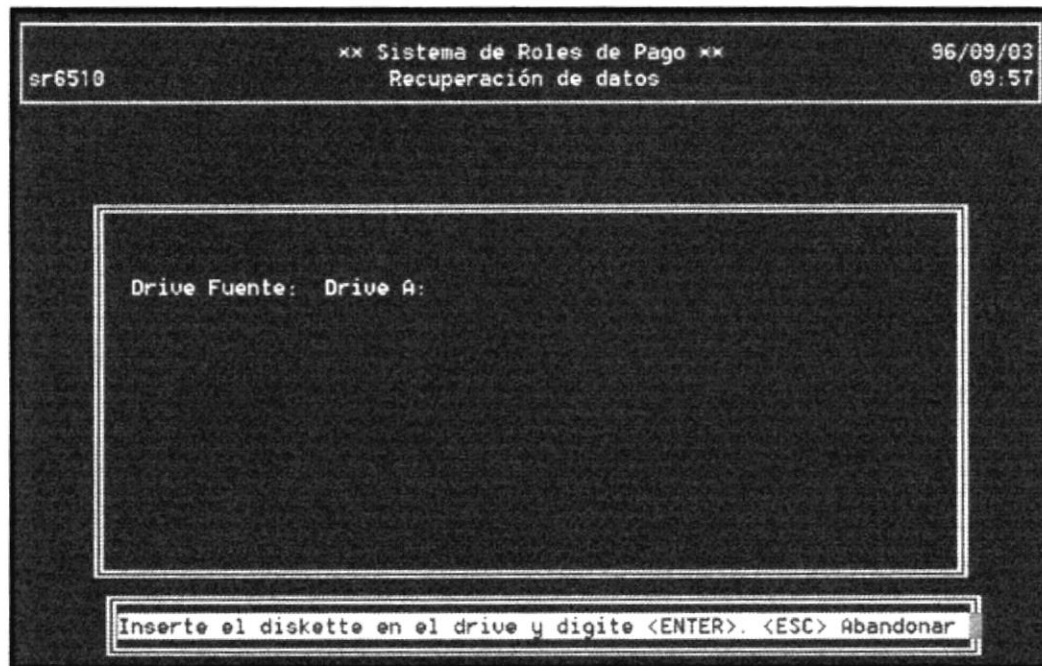 ×× Sistema de Roles de Pago ×× 96/09/03
sr6510 Recuperación de datos 09:57
Drive Fuente: Drive A:
Inserte el diskette en el drive y digite <ENTER>. <ESC> Abandonar